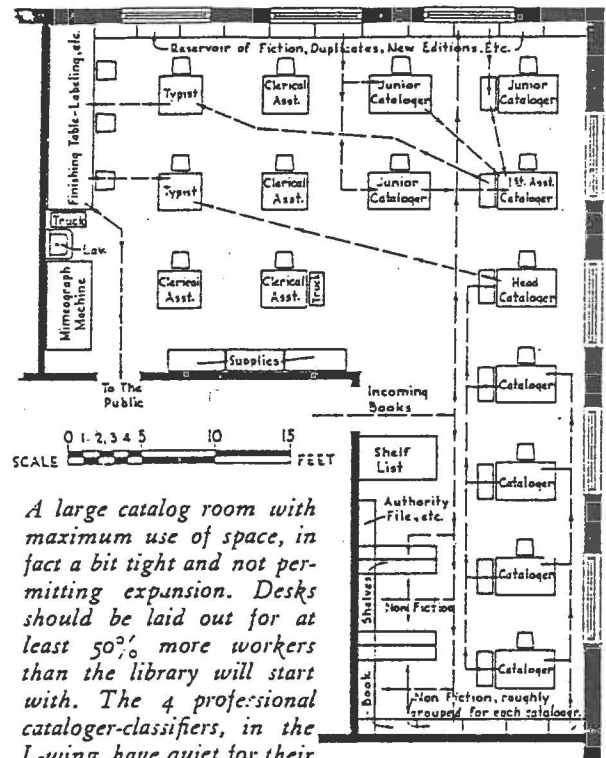 Reservoir of Fiction, Duplicates, New Editions, Etc.
Finishing Table-Labeling, etc.
Typist
Clerical
Asst.
Junior
Cataloger
Junior
Cataloger
Typist
Clerical
Asst.
Junior
Cataloger
1st. Asst.
Cataloger
Truck
Lav.
Mimeograph
Machine
Clerical
Asst.
Clerical
Asst.
Truck
Head
Cataloger
Supplies
To The
Public
Incoming
Books
Cataloger
SCALE 0 1 2, 3 4 5 10 15 FEET
Shelf
List
Cataloger
Authority
File, etc.
Cataloger
Book Shelves
Non Fiction
Cataloger
Non Fiction, roughly
grouped for each cataloger.
A large catalog room with
maximum use of space, in
fact a bit tight and not per-
mitting expansion. Desks
should be laid out for at
least 50% more workers
than the library will start
with. The 4 professional
cataloger-classifiers, in the
L-wing, have quiet for their